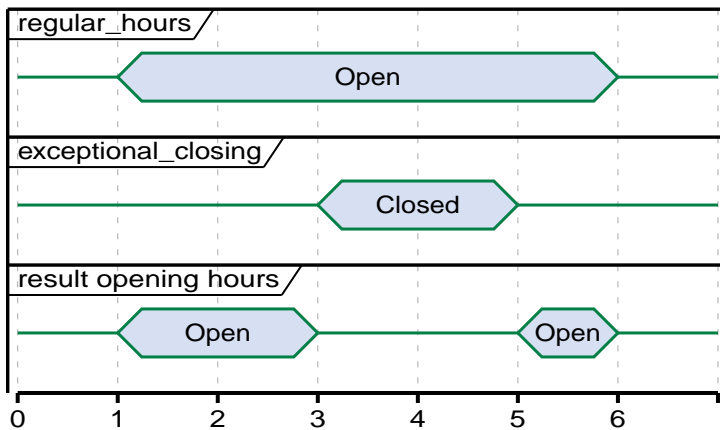 regular_hours
Open
exceptional_closing
Closed
result opening hours
Open Open
0 1 2 3 4 5 6